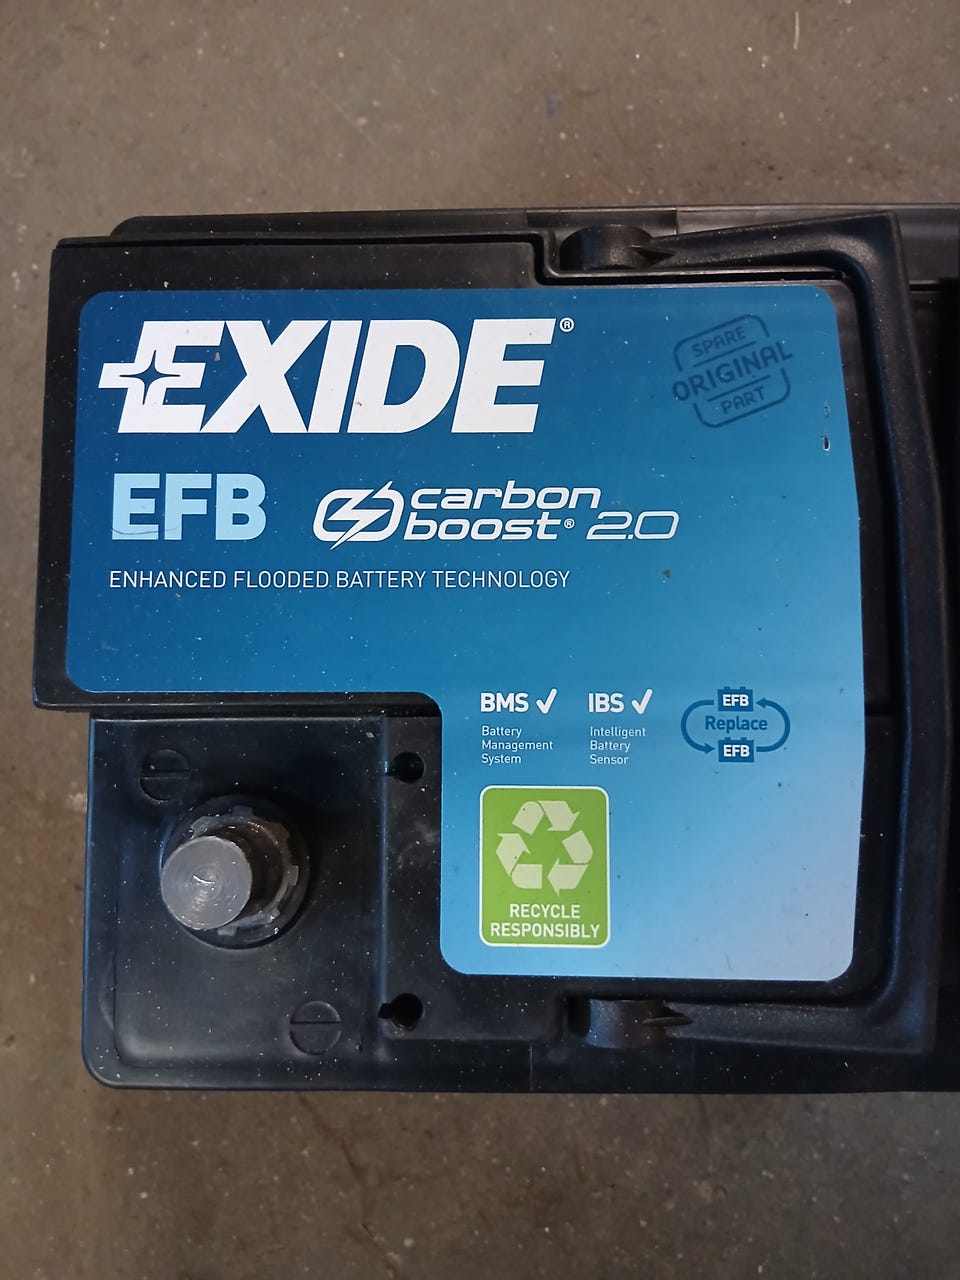 EXIDE®
SPARE
ORIGINAL
PART
EFB
carbon
boost® 2.0
ENHANCED FLOODED BATTERY TECHNOLOGY
BMS ✓
Battery
Management
System
IBS ✓
Intelligent
Battery
Sensor
EFB
Replace
EFB
RECYCLE
RESPONSIBLY